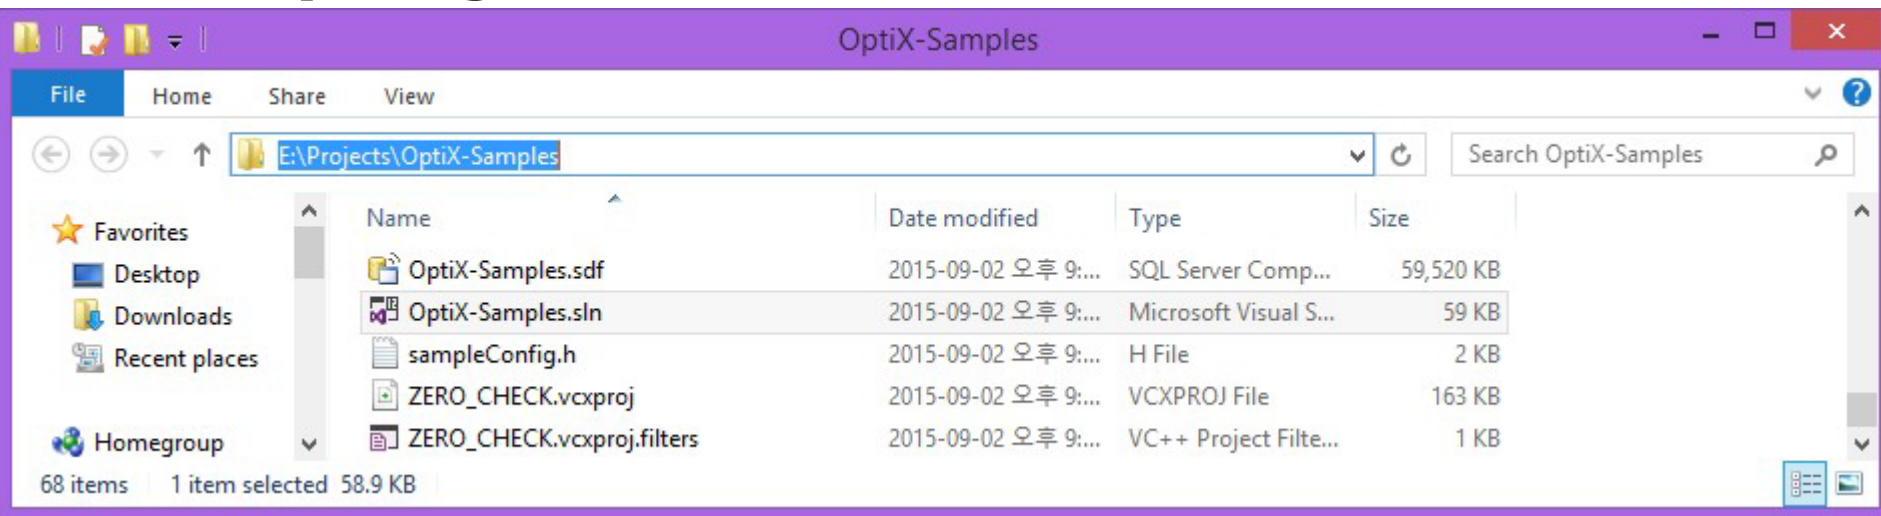 OptiX-Samples
File Home Share View
E:\Projects\OptiX-Samples Search OptiX-Samples
Name Date modified Type Size
Favorites
Desktop
Downloads
Recent places
Homegroup
OptiX-Samples.sdf 2015-09-02 오후 9:... SQL Server Comp... 59,520 KB
OptiX-Samples.sln 2015-09-02 오후 9:... Microsoft Visual S... 59 KB
sampleConfig.h 2015-09-02 오후 9:... H File 2 KB
ZERO_CHECK.vcxproj 2015-09-02 오후 9:... VCXPROJ File 163 KB
ZERO_CHECK.vcxproj.filters 2015-09-02 오후 9:... VC++ Project Filte... 1 KB
68 items 1 item selected 58.9 KB